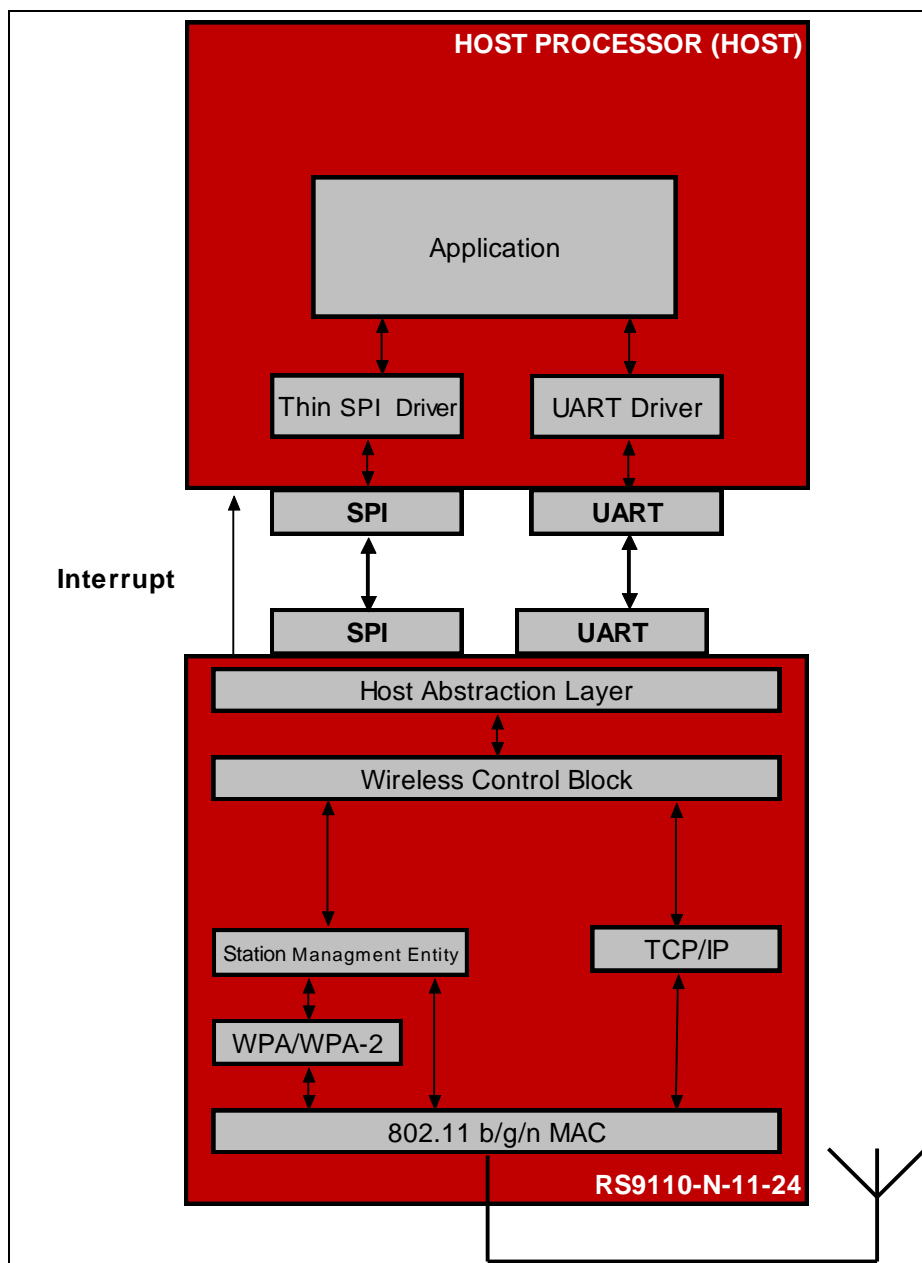 HOST PROCESSOR (HOST)
Application
Thin SPI Driver
UART Driver
SPI
UART
Interrupt
SPI
UART
Host Abstraction Layer
Wireless Control Block
Station Managment Entity
TCP/IP
WPA/WPA-2
802.11 b/g/n MAC
RS9110-N-11-24